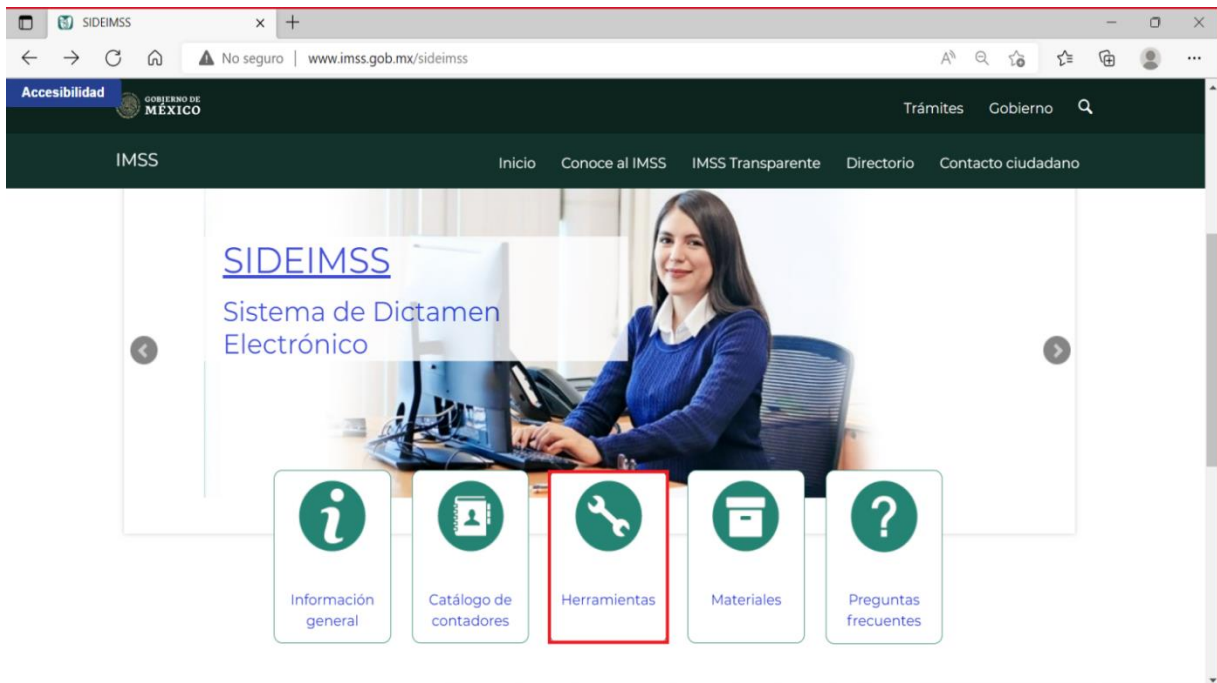 SIDEIMSS
No seguro | www.imss.gob.mx/sideimss
Accesibilidad
GOBIERNO DE
MÉXICO
Trámites Gobierno
IMSS
Inicio Conoce al IMSS IMSS Transparente Directorio Contacto ciudadano
SIDEIMSS
Sistema de Dictamen
Electrónico
Información
general
Catálogo de
contadores
Herramientas
Materiales
Preguntas
frecuentes